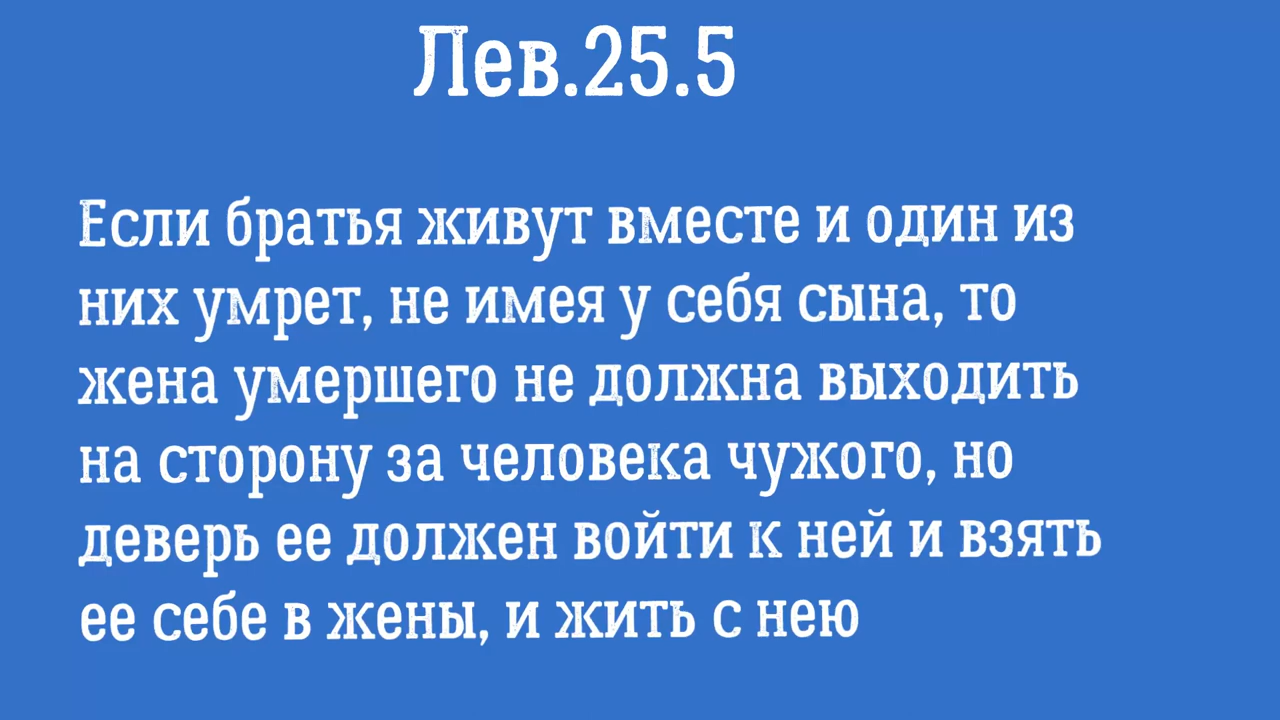 Лев.25.5
Если братья живут вместе и один из
них умрет, не имея у себя сына, то
жена умершего не должна выходить
на сторону за человека чужого, но
деверь ее должен войти к ней и взять
ее себе в жены, и жить с нею